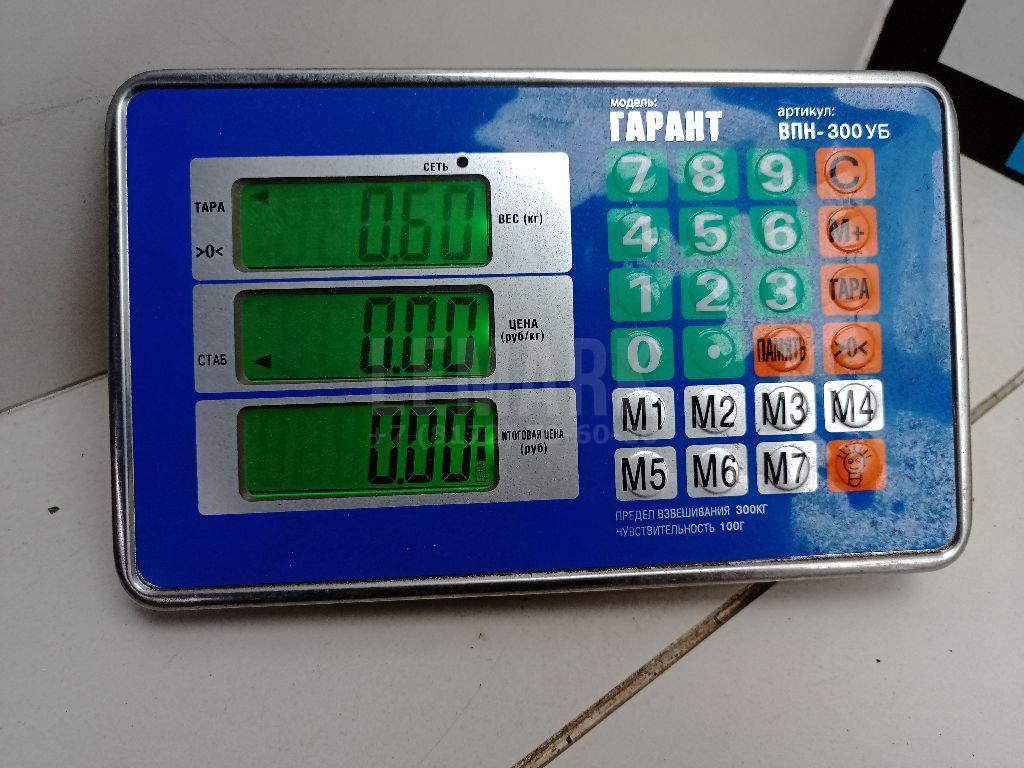 модель:
ГАРАНТ
артикул:
ВПН-300УБ
СЕТЬ
ТАРА
>0<
0.60
ВЕС (кг)
СТАБ
0.00
ЦЕНА
(руб/кг)
0.00
ИТОГОВАЯ ЦЕНА
(руб)
7 8 9 C
4 5 6 M+
1 2 3 ТАРА
0 . ПАМЯТЬ >0<
M1 M2 M3 M4
M5 M6 M7
ПРЕДЕЛ ВЗВЕШИВАНИЯ 300КГ
ЧУВСТВИТЕЛЬНОСТЬ 100Г